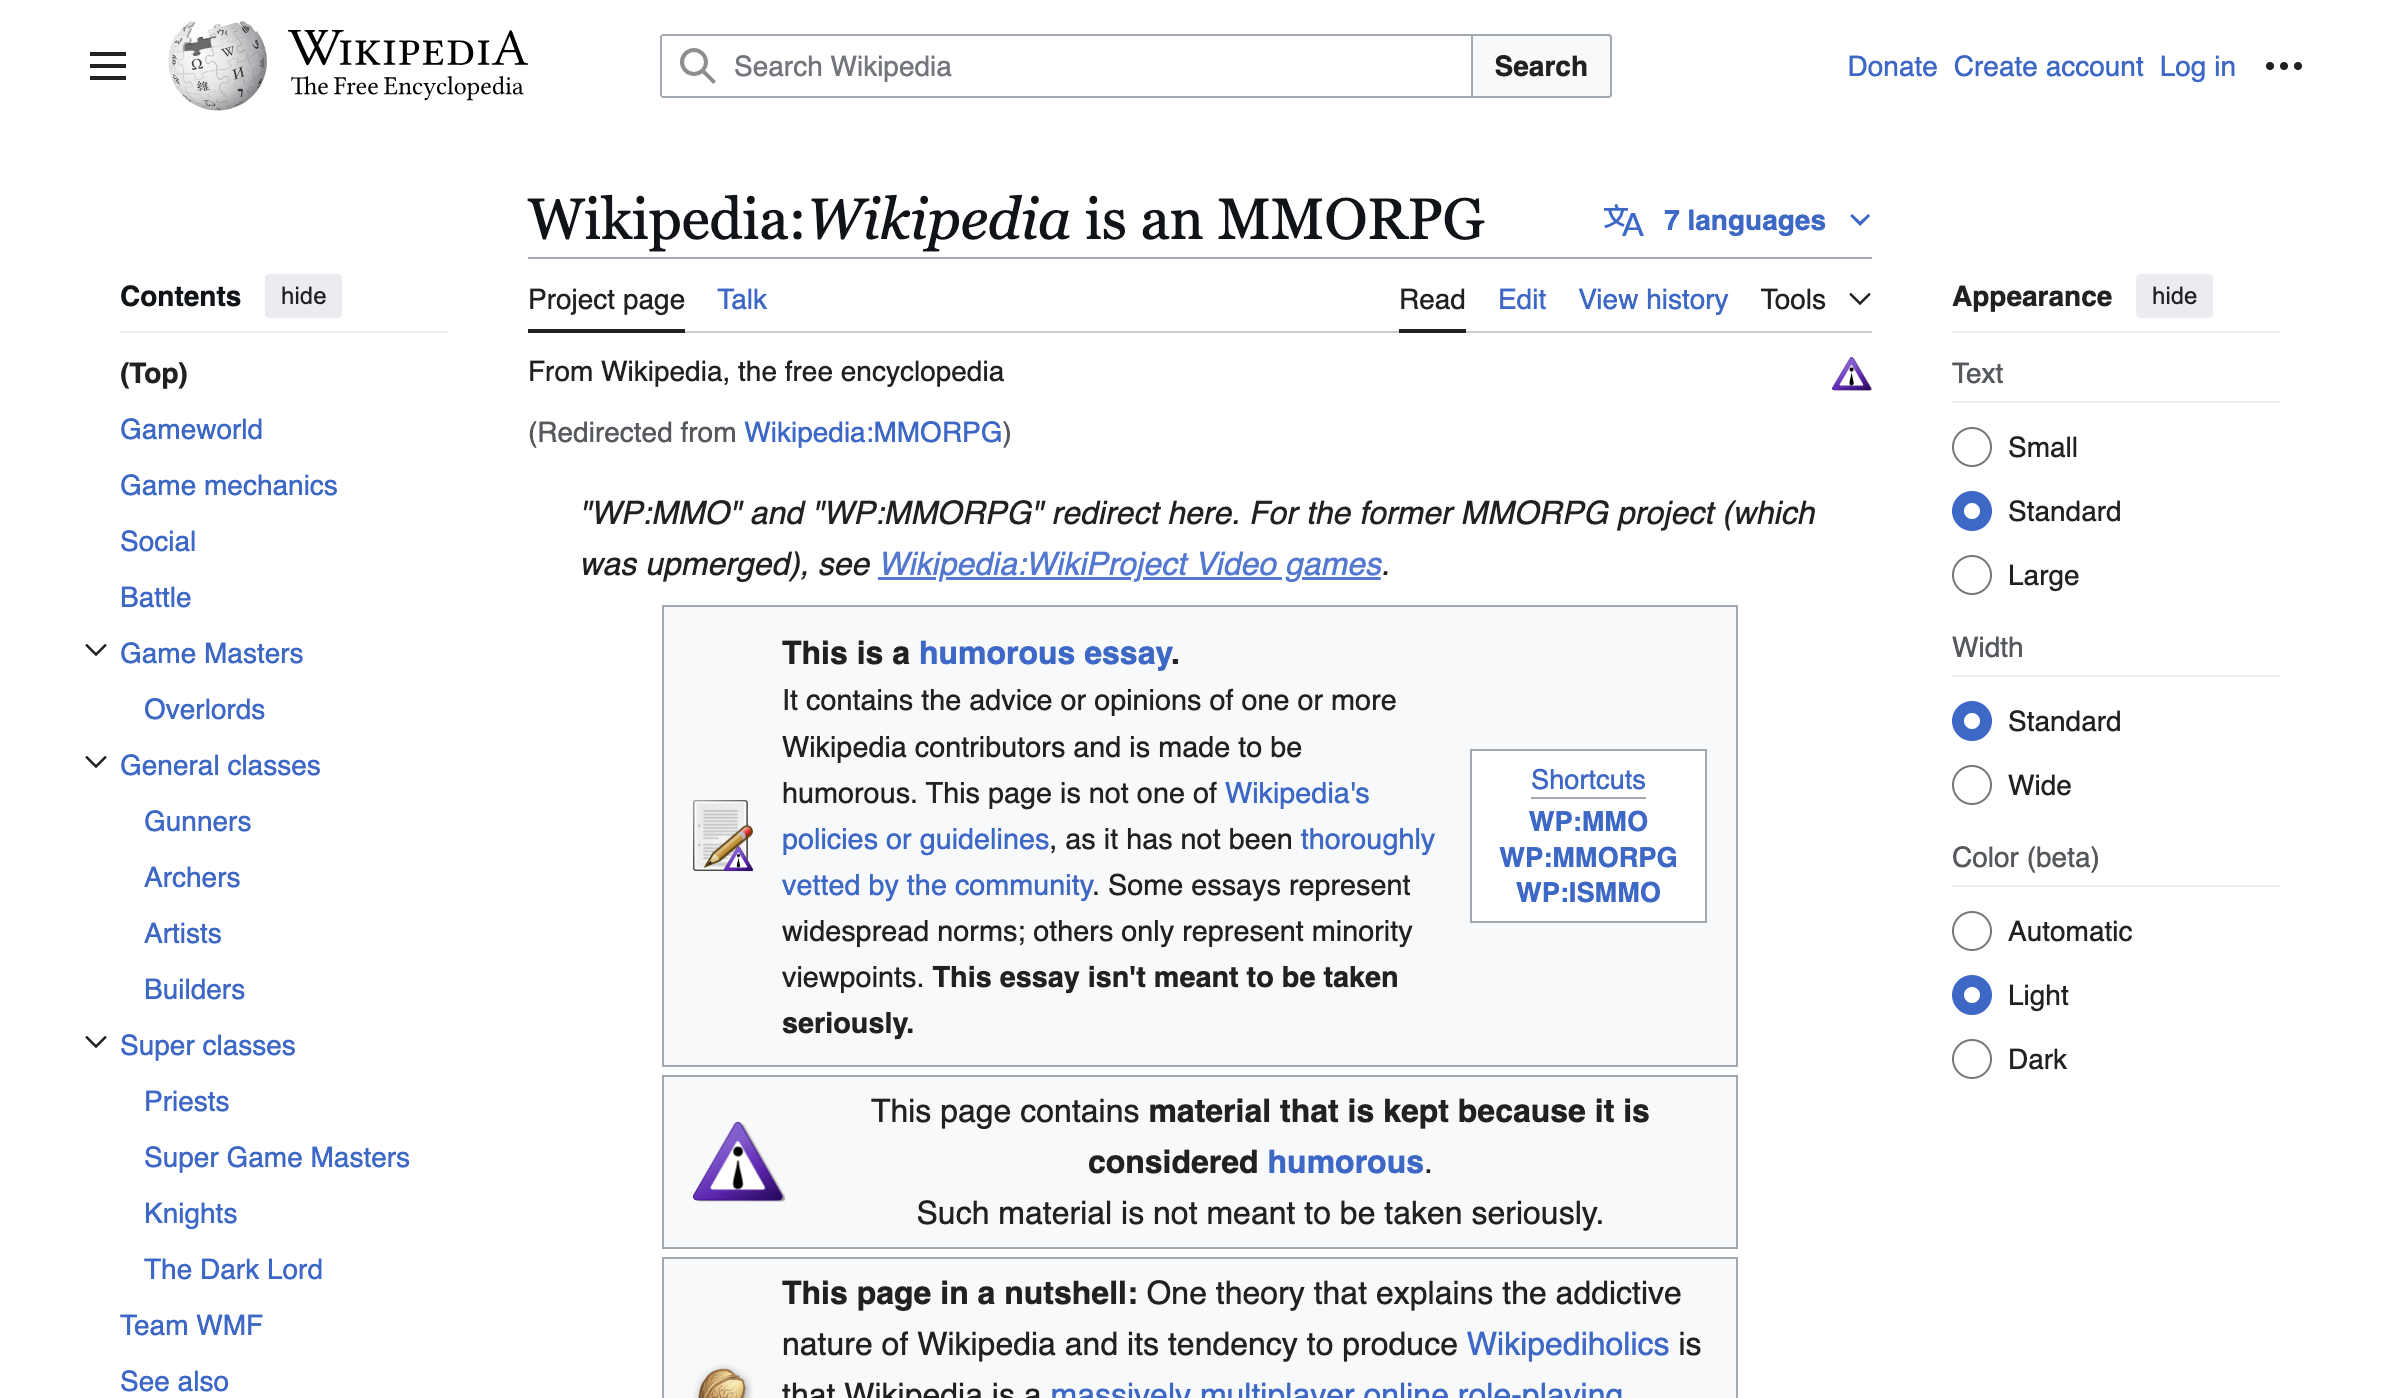 WIKIPEDIA
The Free Encyclopedia
Search Wikipedia
Search
Donate Create account Log in
Wikipedia:Wikipedia is an MMORPG
7 languages
Project page Talk
Read Edit View history Tools
From Wikipedia, the free encyclopedia
(Redirected from Wikipedia:MMORPG)
"WP:MMO" and "WP:MMORPG" redirect here. For the former MMORPG project (which
was upmerged), see Wikipedia:WikiProject Video games.
This is a humorous essay.
It contains the advice or opinions of one or more
Wikipedia contributors and is made to be
humorous. This page is not one of Wikipedia's
policies or guidelines, as it has not been thoroughly
vetted by the community. Some essays represent
widespread norms; others only represent minority
viewpoints. This essay isn't meant to be taken
seriously.
Shortcuts
WP:MMO
WP:MMORPG
WP:ISMMO
This page contains material that is kept because it is
considered humorous.
Such material is not meant to be taken seriously.
This page in a nutshell: One theory that explains the addictive
nature of Wikipedia and its tendency to produce Wikipediholics is
that Wikipedia is a massively multiplayer online role-playing
Contents hide
(Top)
Gameworld
Game mechanics
Social
Battle
Game Masters
Overlords
General classes
Gunners
Archers
Artists
Builders
Super classes
Priests
Super Game Masters
Knights
The Dark Lord
Team WMF
See also
Appearance hide
Text
Small
Standard
Large
Width
Standard
Wide
Color (beta)
Automatic
Light
Dark